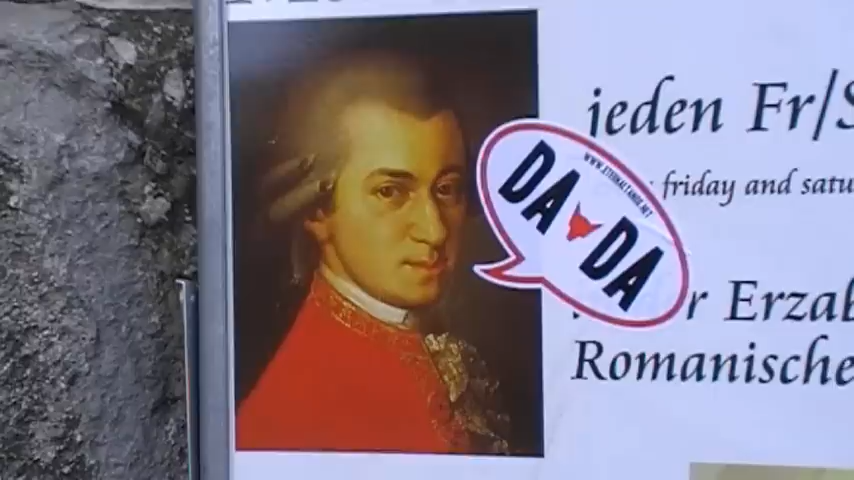 jeden Fr/S
friday and satu
DA DA
WWW.ETERNALTANGO.NET
r Erzab
Romanische